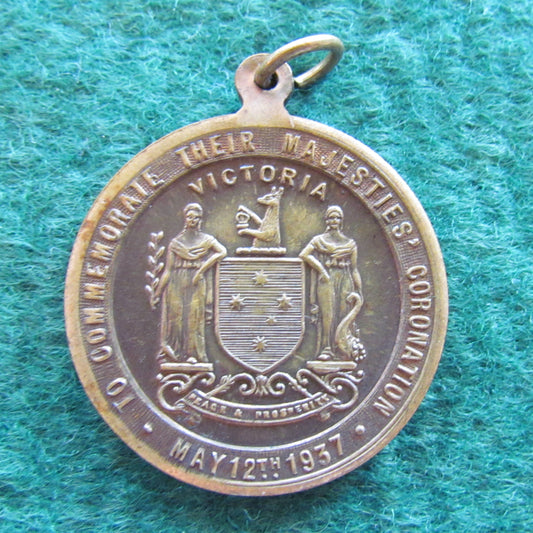 TO COMMEMORATE THEIR MAJESTIES' CORONATION
VICTORIA
PEACE & PROSPERITY
· MAY 12TH 1937 ·